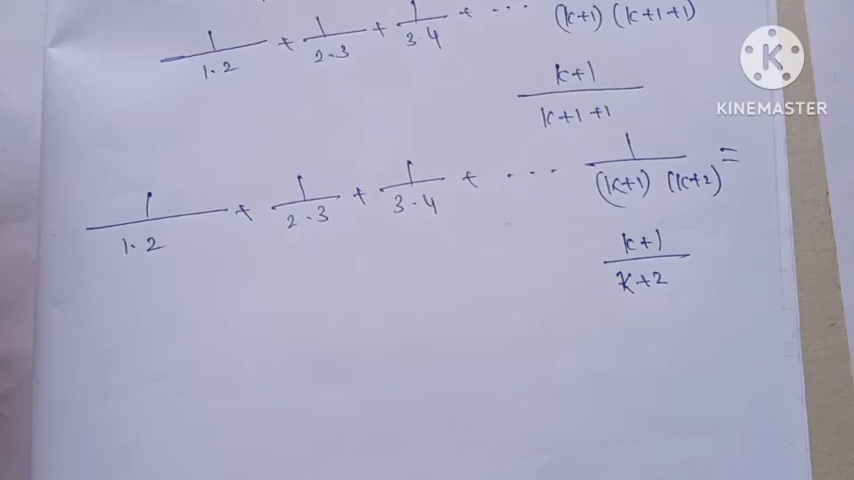 1/(1·2) + 1/(2·3) + 1/(3·4) + ··· (k+1) (k+1+1)
(k+1)/(k+1+1)
1/(1·2) + 1/(2·3) + 1/(3·4) + ··· 1/((k+1) (k+2)) =
(k+1)/(k+2)
K
KINEMASTER